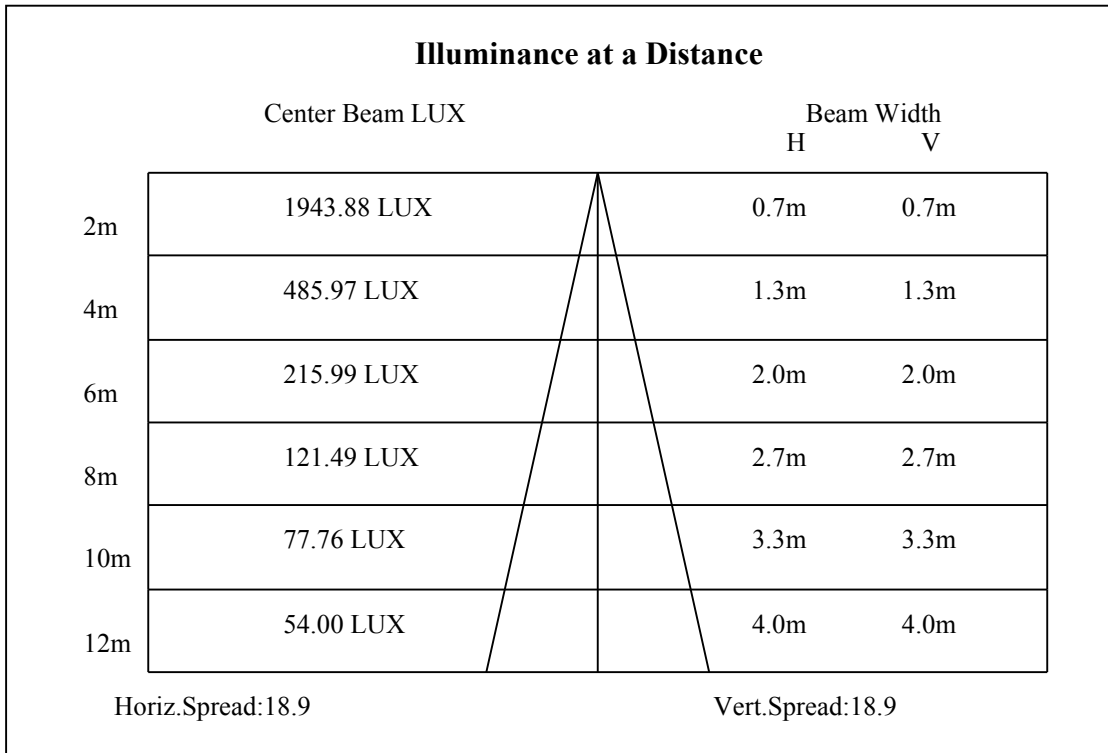 Illuminance at a Distance
Center Beam LUX Beam Width
H V
2m 1943.88 LUX 0.7m 0.7m
4m 485.97 LUX 1.3m 1.3m
6m 215.99 LUX 2.0m 2.0m
8m 121.49 LUX 2.7m 2.7m
10m 77.76 LUX 3.3m 3.3m
12m 54.00 LUX 4.0m 4.0m
Horiz.Spread:18.9 Vert.Spread:18.9